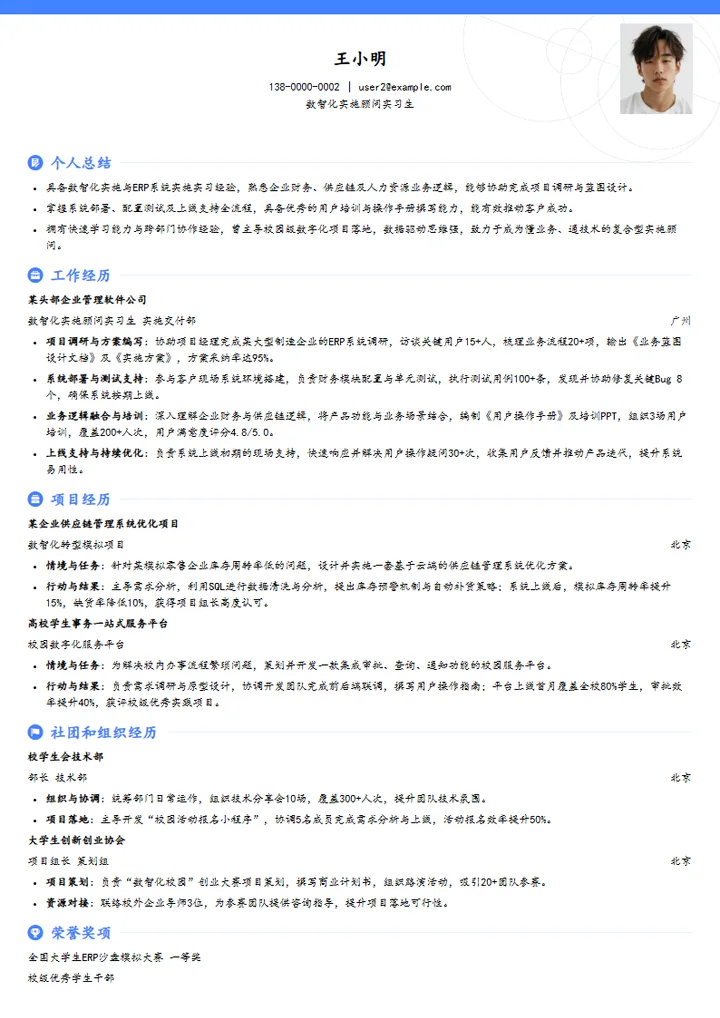 王小明
138-0000-0002 | user2@example.com
数智化实施顾问实习生
个人总结
• 具备数智化实施与ERP系统实施实习经验，熟悉企业财务、供应链及人力资源业务逻辑，能够协助完成项目调研与蓝图设计。
• 掌握系统部署、配置测试及上线支持全流程，具备优秀的用户培训与操作手册撰写能力，能有效推动客户成功。
• 拥有快速学习能力与跨部门协作经验，曾主导校园级数字化项目落地，数据驱动思维强，致力于成为懂业务、通技术的复合型实施顾
问。
工作经历
某头部企业管理软件公司
数智化实施顾问实习生 实施交付部 广州
• 项目调研与方案编写：协助项目经理完成某大型制造企业的ERP系统调研，访谈关键用户15+人，梳理业务流程20+项，输出《业务蓝图
设计文档》及《实施方案》，方案采纳率达95%。
• 系统部署与测试支持：参与客户现场系统环境搭建，负责财务模块配置与单元测试，执行测试用例100+条，发现并协助修复关键Bug 8
个，确保系统按期上线。
• 业务逻辑融合与培训：深入理解企业财务与供应链逻辑，将产品功能与业务场景结合，编制《用户操作手册》及培训PPT，组织3场用户
培训，覆盖200+人次，用户满意度评分4.8/5.0。
• 上线支持与持续优化：负责系统上线初期的现场支持，快速响应并解决用户操作疑问30+次，收集用户反馈并推动产品迭代，提升系统
易用性。
项目经历
某企业供应链管理系统优化项目
数智化转型模拟项目 北京
• 情境与任务：针对某模拟零售企业库存周转率低的问题，设计并实施一套基于云端的供应链管理系统优化方案。
• 行动与结果：主导需求分析，利用SQL进行数据清洗与分析，提出库存预警机制与自动补货策略；系统上线后，模拟库存周转率提升
15%，缺货率降低10%，获得项目组长高度认可。
高校学生事务一站式服务平台
校园数字化服务平台 北京
• 情境与任务：为解决校内办事流程繁琐问题，策划并开发一款集成审批、查询、通知功能的校园服务平台。
• 行动与结果：负责需求调研与原型设计，协调开发团队完成前后端联调，撰写用户操作指南；平台上线首月覆盖全校80%学生，审批效
率提升40%，获评校级优秀实践项目。
社团和组织经历
校学生会技术部
部长 技术部 北京
• 组织与协调：统筹部门日常运作，组织技术分享会10场，覆盖300+人次，提升团队技术氛围。
• 项目落地：主导开发“校园活动报名小程序”，协调5名成员完成需求分析与上线，活动报名效率提升50%。
大学生创新创业协会
项目组长 策划组 北京
• 项目策划：负责“数智化校园”创业大赛项目策划，撰写商业计划书，组织路演活动，吸引20+团队参赛。
• 资源对接：联络校外企业导师3位，为参赛团队提供咨询指导，提升项目落地可行性。
荣誉奖项
全国大学生ERP沙盘模拟大赛 一等奖
校级优秀学生干部